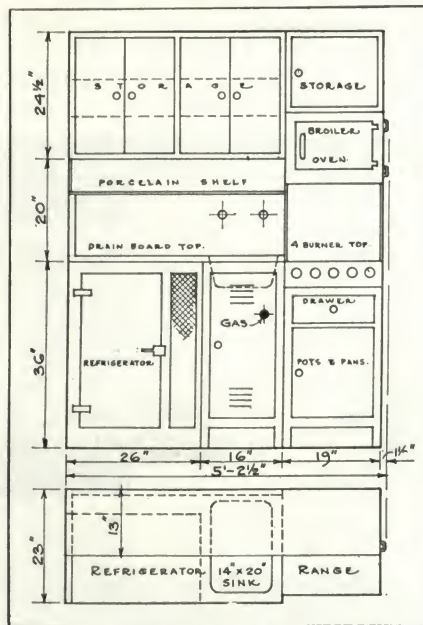 24½"
S T O R A G E
STORAGE
BROILER
OVEN
PORCELAIN SHELF
20"
DRAIN BOARD TOP.
4 BURNER TOP
36"
DRAWER
GAS
REFRIGERATOR
POTS & PANS.
26"
16"
19"
1½"
5'-2½"
23"
13"
REFRIGERATOR
14" x 20"
SINK
RANGE